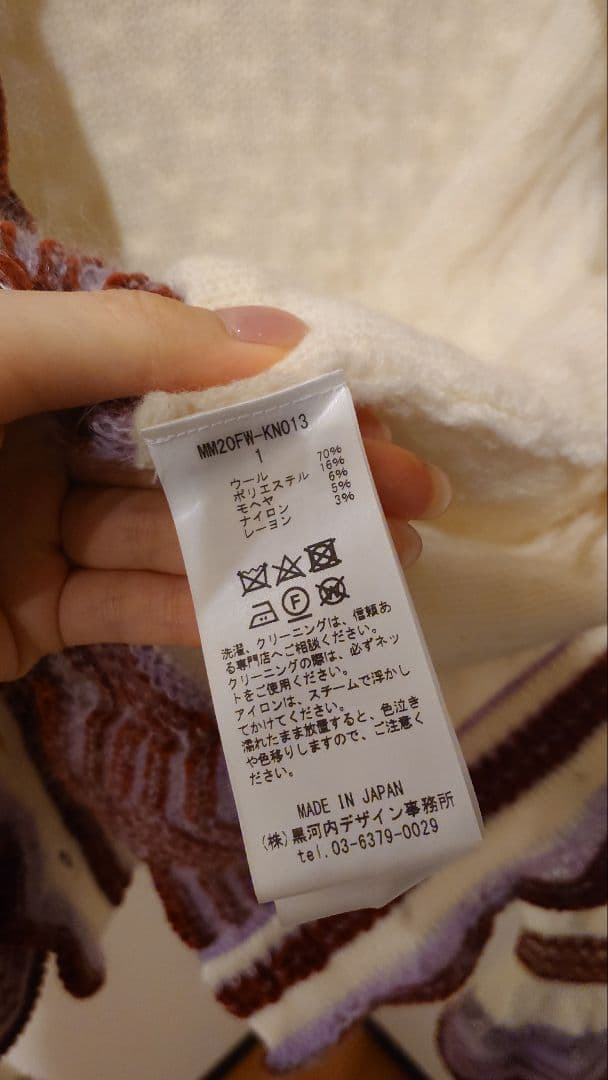 MM20FW-KN013
1
ウール 70%
ポリエステル 16%
モヘヤ 6%
ナイロン 5%
レーヨン 3%
F
W
洗濯、クリーニングは、信頼あ
る専門店へご相談ください。
クリーニングの際は、必ずネッ
トをご使用ください。
アイロンは、スチームで浮かし
てかけてください。
濡れたまま放置すると、色泣き
や色移りしますので、ご注意く
ださい。
MADE IN JAPAN
(株)黒河内デザイン事務所
tel.03-6379-0029